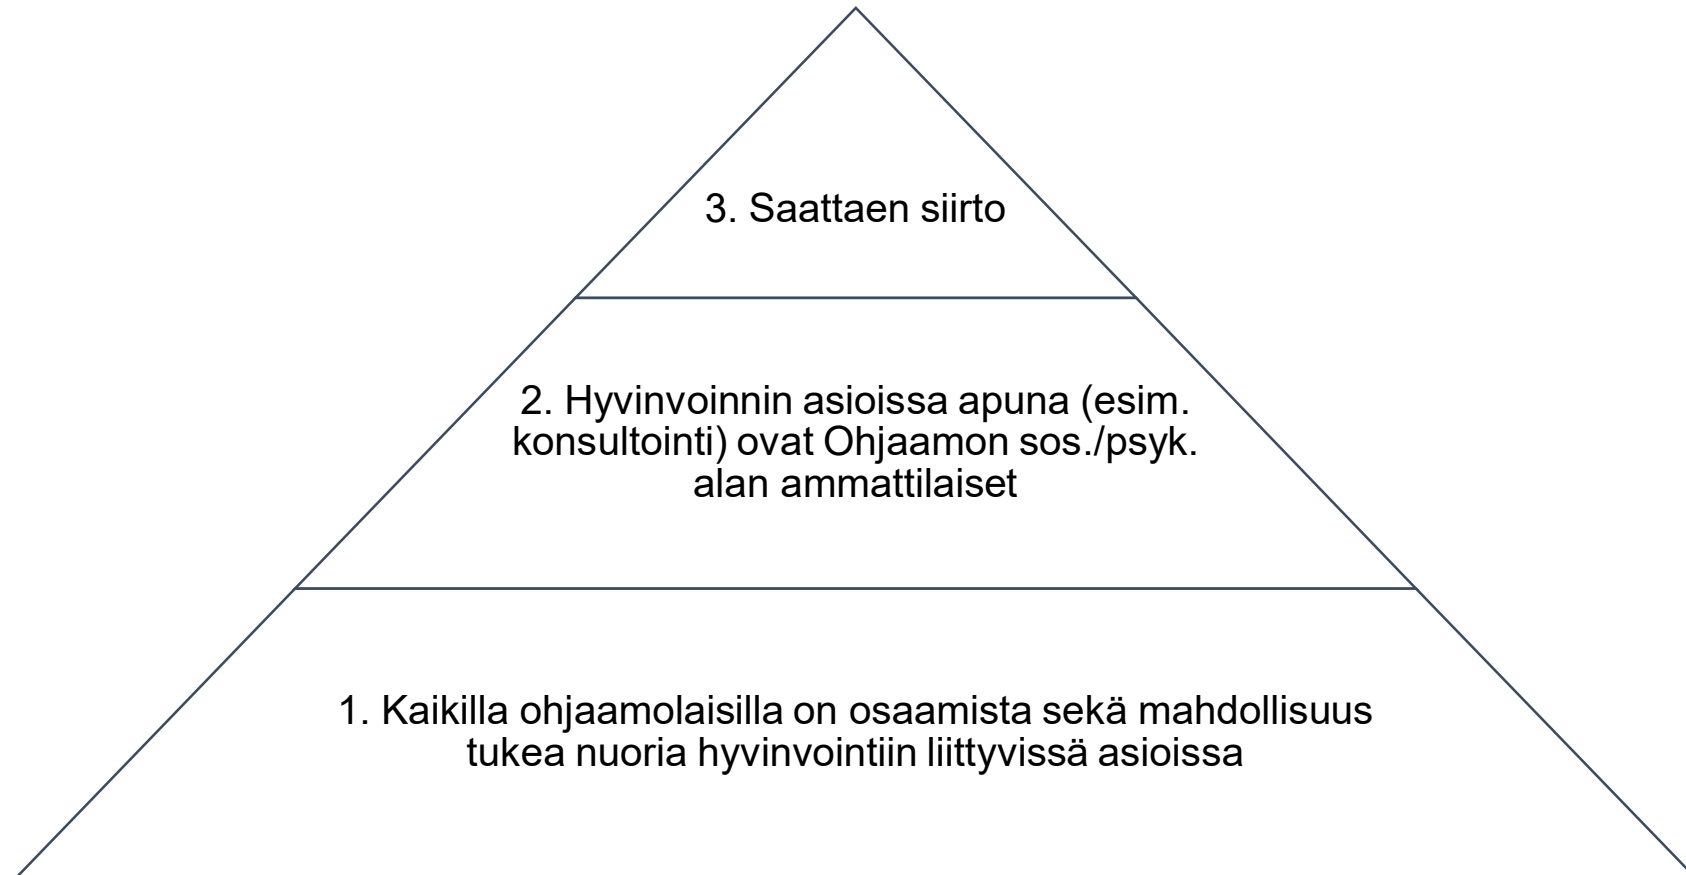 3. Saattaen siirto
2. Hyvinvoinnin asioissa apuna (esim.
konsultointi) ovat Ohjaamon sos./psyk.
alan ammattilaiset
1. Kaikilla ohjaamolaisilla on osaamista sekä mahdollisuus
tukea nuoria hyvinvointiin liittyvissä asioissa